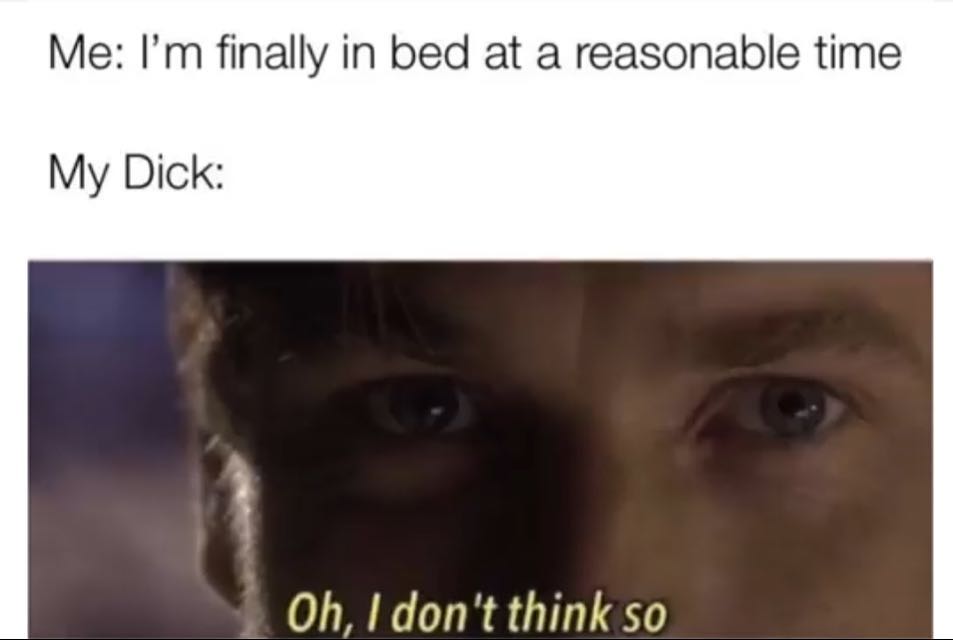 Me: I’m finally in bed at a reasonable time
My Dick:
Oh, I don't think so